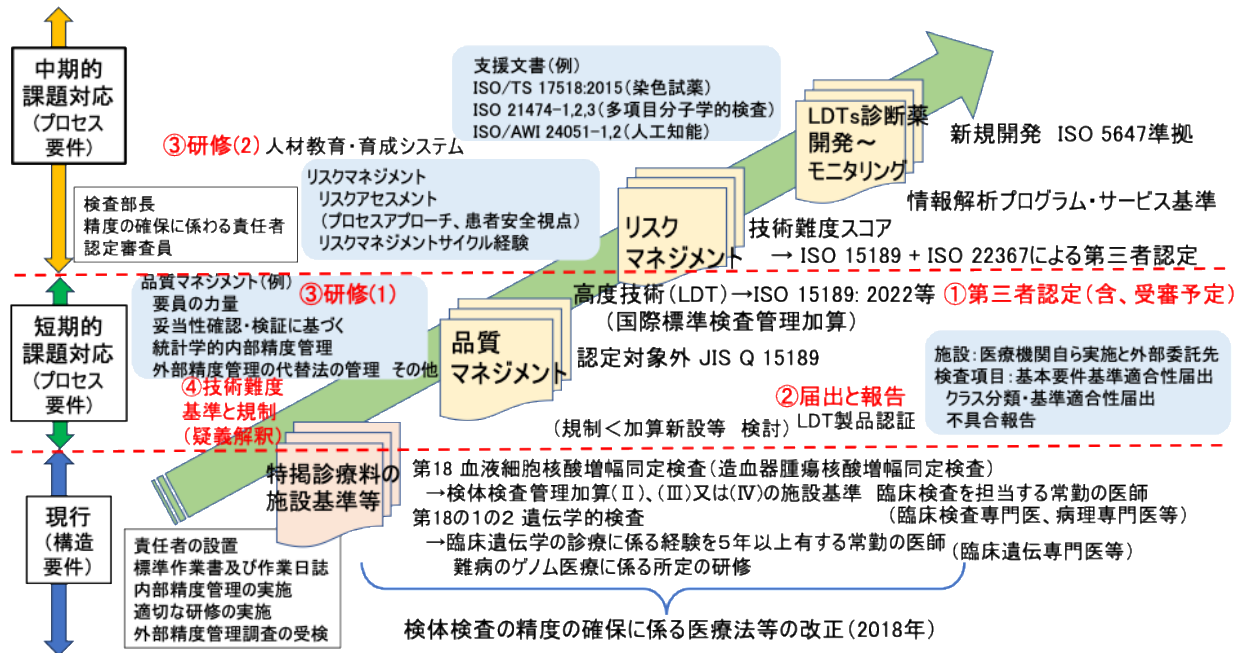 中期的
課題対応
(プロセス
要件)
支援文書(例)
ISO/TS 17518:2015(染色試薬)
ISO 21474-1,2,3(多項目分子学的検査)
ISO/AWI 24051-1,2(人工知能)
LDTs診断薬
開発～
モニタリング
新規開発 ISO 5647準拠
情報解析プログラム・サービス基準
③研修(2) 人材教育・育成システム
検査部長
精度の確保に係わる責任者
認定審査員
リスクマネジメント
リスクアセスメント
(プロセスアプローチ、患者安全視点)
リスクマネジメントサイクル経験
リスク
マネジメント
技術難度スコア
→ ISO 15189 + ISO 22367による第三者認定
短期的
課題対応
(プロセス
要件)
品質マネジメント(例)
③研修(1)
要員の力量
妥当性確認・検証に基づく
統計学的内部精度管理
外部精度管理の代替法の管理 その他
④技術難度
基準と規制
(疑義解釈)
品質
マネジメント
高度技術(LDT)→ISO 15189: 2022等
①第三者認定(含、受審予定)
(国際標準検査管理加算)
認定対象外 JIS Q 15189
施設:医療機関自ら実施と外部委託先
検査項目:基本要件基準適合性届出
クラス分類・基準適合性届出
不具合報告
②届出と報告
LDT製品認証
(規制<加算新設等 検討)
現行
(構造
要件)
特掲診療料の
施設基準等
第18 血液細胞核酸増幅同定検査(造血器腫瘍核酸増幅同定検査)
→検体検査管理加算(Ⅱ)、(Ⅲ)又は(Ⅳ)の施設基準 臨床検査を担当する常勤の医師
(臨床検査専門医、病理専門医等)
第18の1の2 遺伝学的検査
→臨床遺伝学の診療に係る経験を5年以上有する常勤の医師
(臨床遺伝専門医等)
難病のゲノム医療に係る所定の研修
責任者の設置
標準作業書及び作業日誌
内部精度管理の実施
適切な研修の実施
外部精度管理調査の受検
検体検査の精度の確保に係る医療法等の改正(2018年)